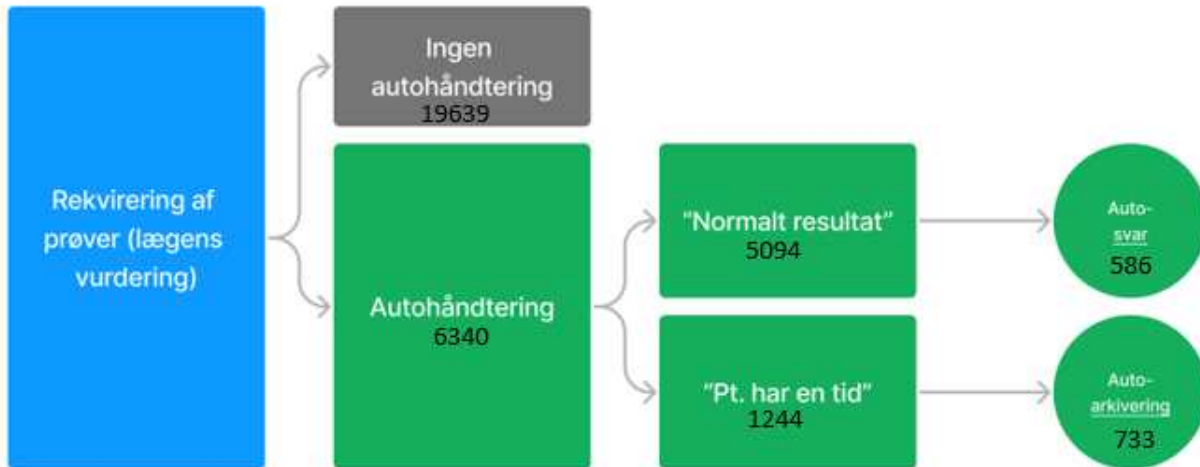 Rekvirering af
prøver (lægens
vurdering)
Ingen
autohåndtering
19639
Autohåndtering
6340
"Normalt resultat"
5094
"Pt. har en tid"
1244
Auto-
svar
586
Auto-
arkivering
733